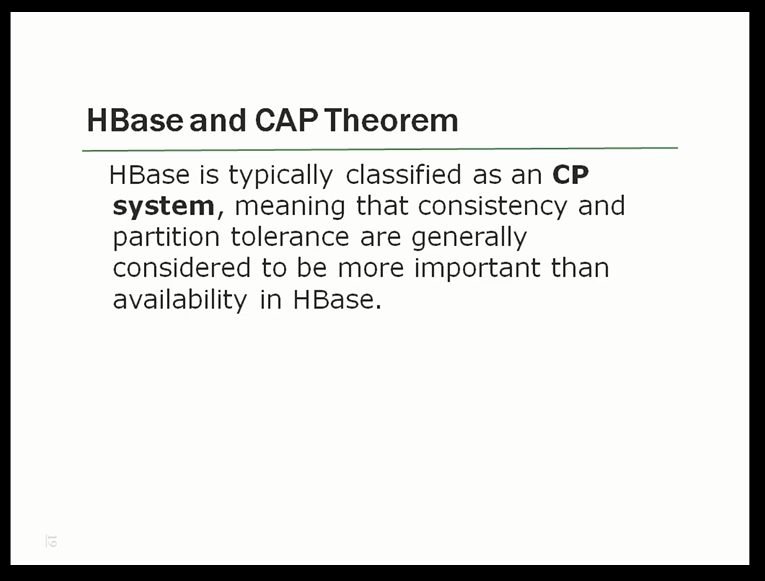 HBase and CAP Theorem
HBase is typically classified as an CP
system, meaning that consistency and
partition tolerance are generally
considered to be more important than
availability in HBase.
19